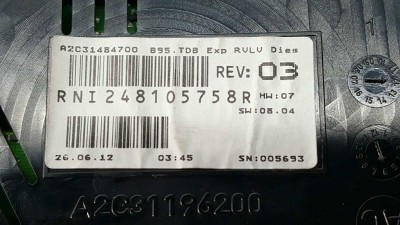 A2C31484700 B95.TDB Exp RVLV Dies
REV: 03
RNI248105758R
HW:07
SW:08.04
26.06.12 03:45 SN:005693
A2C31196200